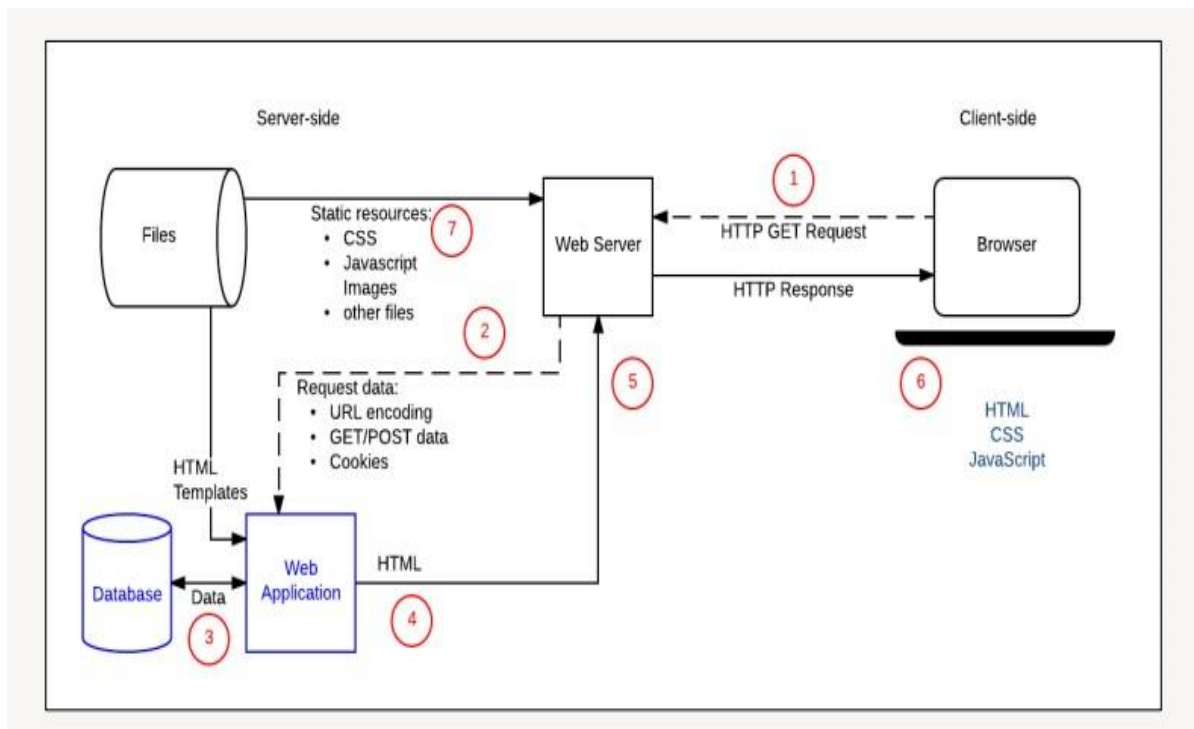 Server-side
Client-side
Files
Static resources:
• CSS
• Javascript
Images
• other files
7
Web Server
1
HTTP GET Request
HTTP Response
Browser
2
Request data:
• URL encoding
• GET/POST data
• Cookies
5
6
HTML
CSS
JavaScript
HTML
Templates
Database
Data
3
Web
Application
HTML
4